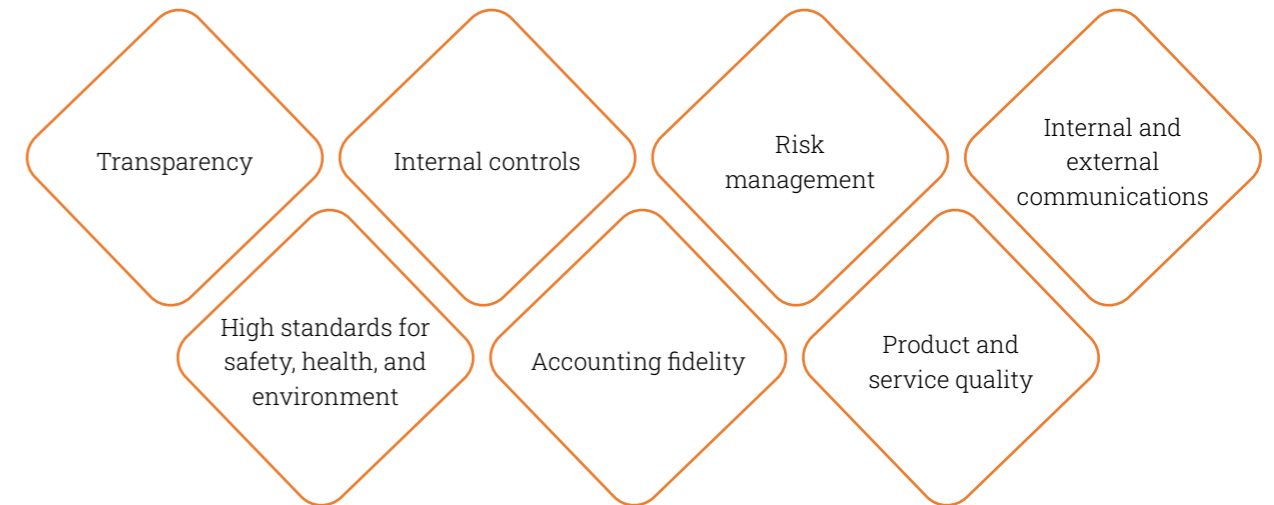 Transparency
Internal controls
Risk
management
Internal and
external
communications
High standards for
safety, health, and
environment
Accounting fidelity
Product and
service quality